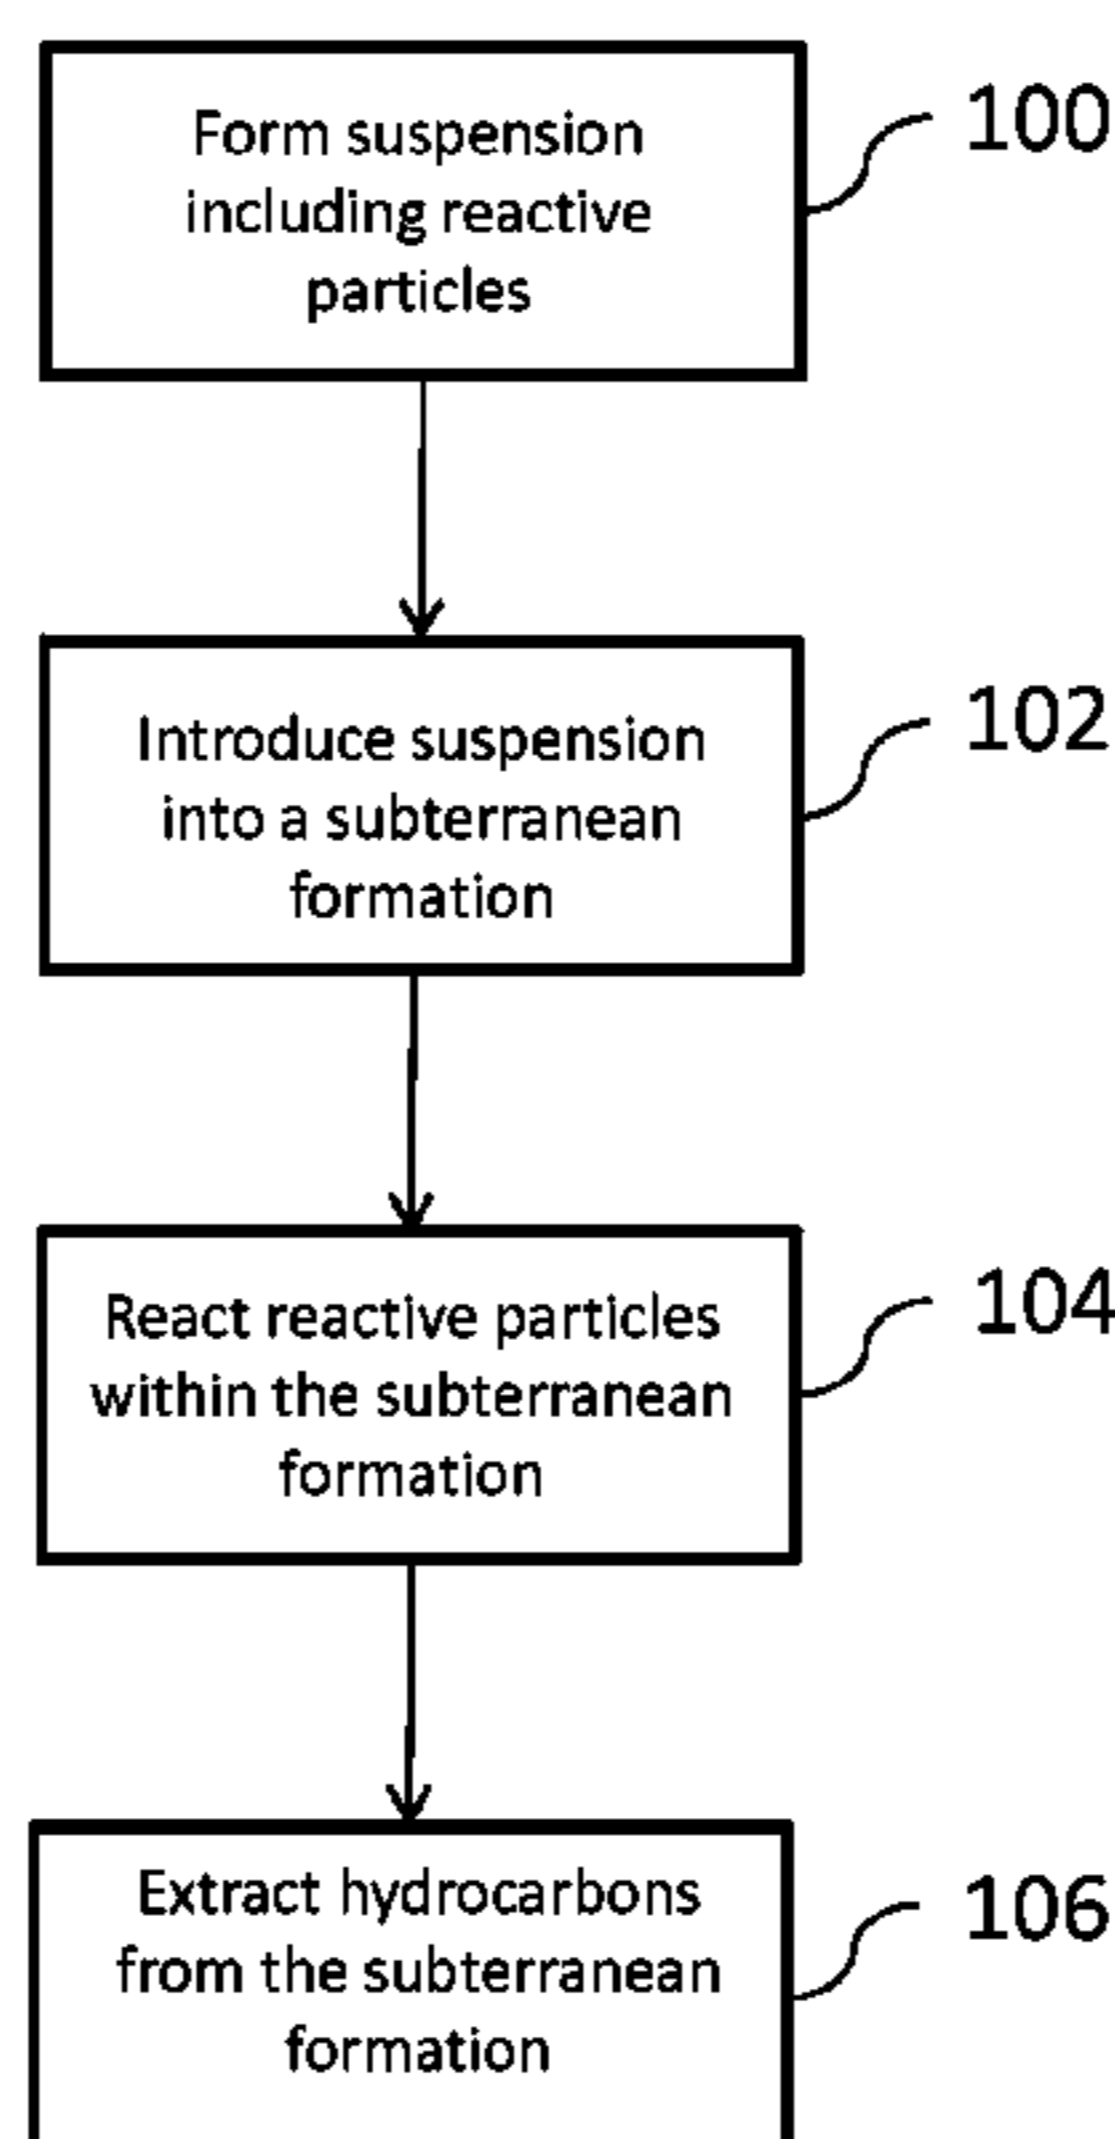 Form suspension
including reactive
particles
100
Introduce suspension
into a subterranean
formation
102
React reactive particles
within the subterranean
formation
104
Extract hydrocarbons
from the subterranean
formation
106